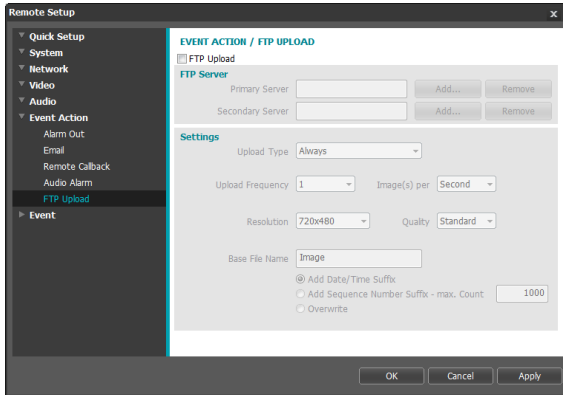 Remote Setup x
Quick Setup
System
Network
Video
Audio
Event Action
Alarm Out
Email
Remote Callback
Audio Alarm
FTP Upload
Event
EVENT ACTION / FTP UPLOAD
FTP Upload
FTP Server
Primary Server Add... Remove
Secondary Server Add... Remove
Settings
Upload Type Always
Upload Frequency 1 Image(s) per Second
Resolution 720x480 Quality Standard
Base File Name Image
Add Date/Time Suffix
Add Sequence Number Suffix - max. Count 1000
Overwrite
OK Cancel Apply